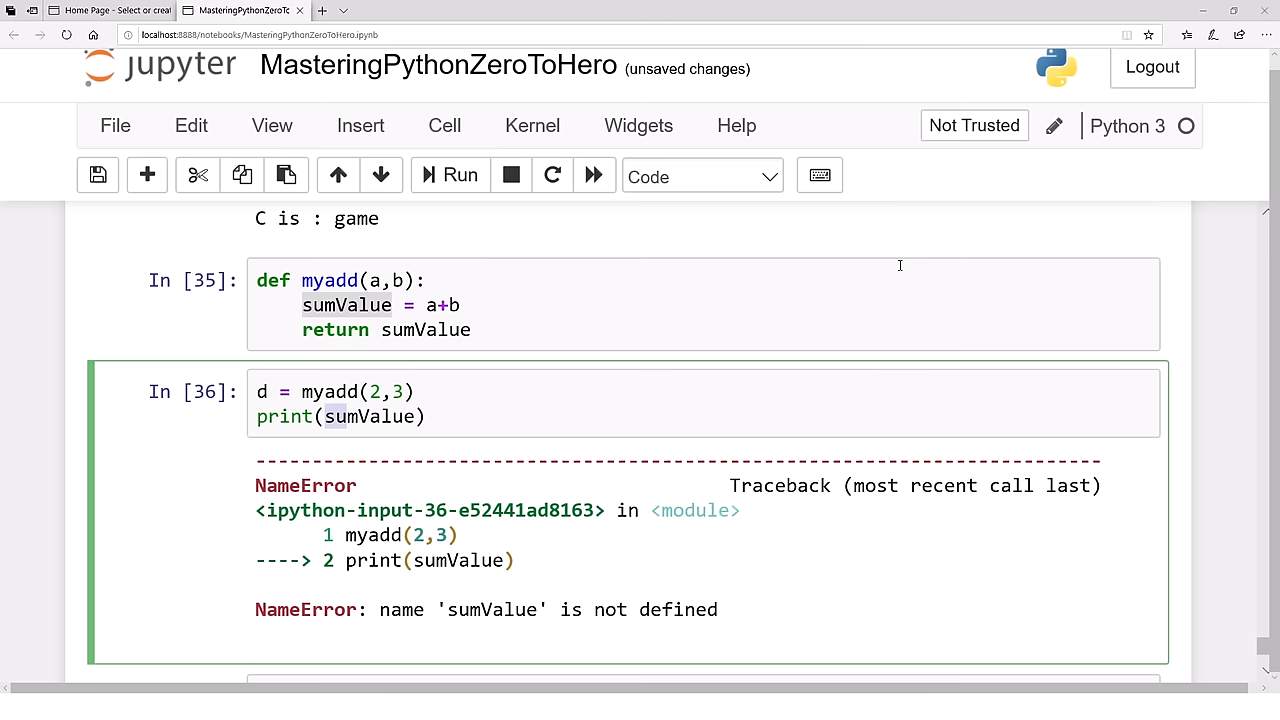 Home Page - Select or creat
MasteringPythonZeroTo
localhost:8888/notebooks/MasteringPythonZeroToHero.ipynb
jupyter MasteringPythonZeroToHero (unsaved changes)
Logout
File Edit View Insert Cell Kernel Widgets Help
Not Trusted
Python 3
Run
Code
C is : game
In [35]: def myadd(a,b):
sumValue = a+b
return sumValue
In [36]: d = myadd(2,3)
print(sumValue)
---------------------------------------------------------------------------
NameError Traceback (most recent call last)
<ipython-input-36-e52441ad8163> in <module>
1 myadd(2,3)
----> 2 print(sumValue)
NameError: name 'sumValue' is not defined